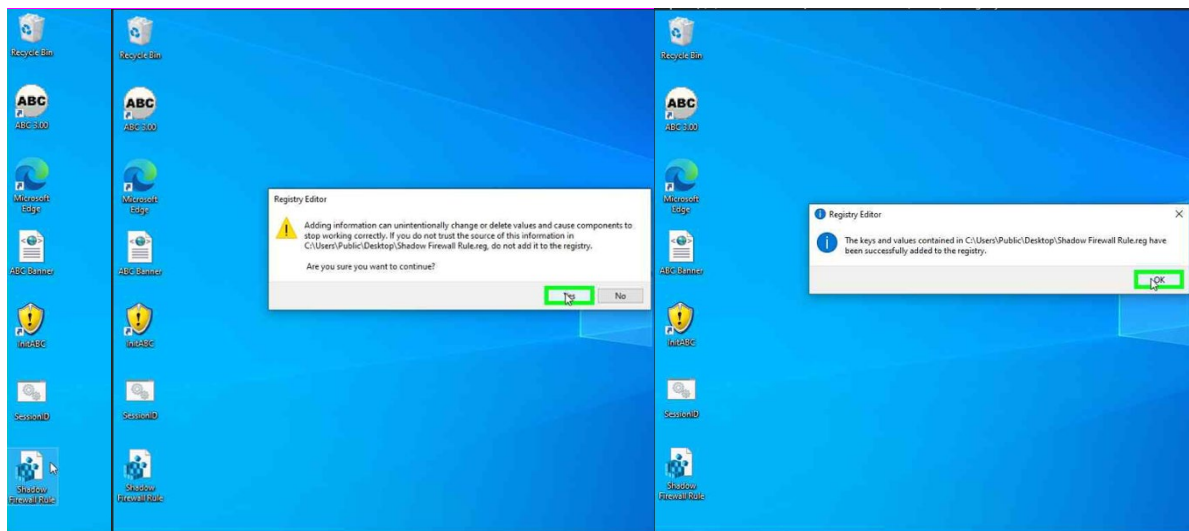 Recycle Bin
ABC
ABC 3.00
Microsoft
Edge
ABC Banner
InitABC
SessionID
Shadow
Firewall Rule
Recycle Bin
ABC
ABC 3.00
Microsoft
Edge
ABC Banner
InitABC
SessionID
Shadow
Firewall Rule
Registry Editor
Adding information can unintentionally change or delete values and cause components to
stop working correctly. If you do not trust the source of this information in
C:\Users\Public\Desktop\Shadow Firewall Rule.reg, do not add it to the registry.
Are you sure you want to continue?
Yes
No
Recycle Bin
ABC
ABC 3.00
Microsoft
Edge
ABC Banner
InitABC
SessionID
Shadow
Firewall Rule
Registry Editor
The keys and values contained in C:\Users\Public\Desktop\Shadow Firewall Rule.reg have
been successfully added to the registry.
OK